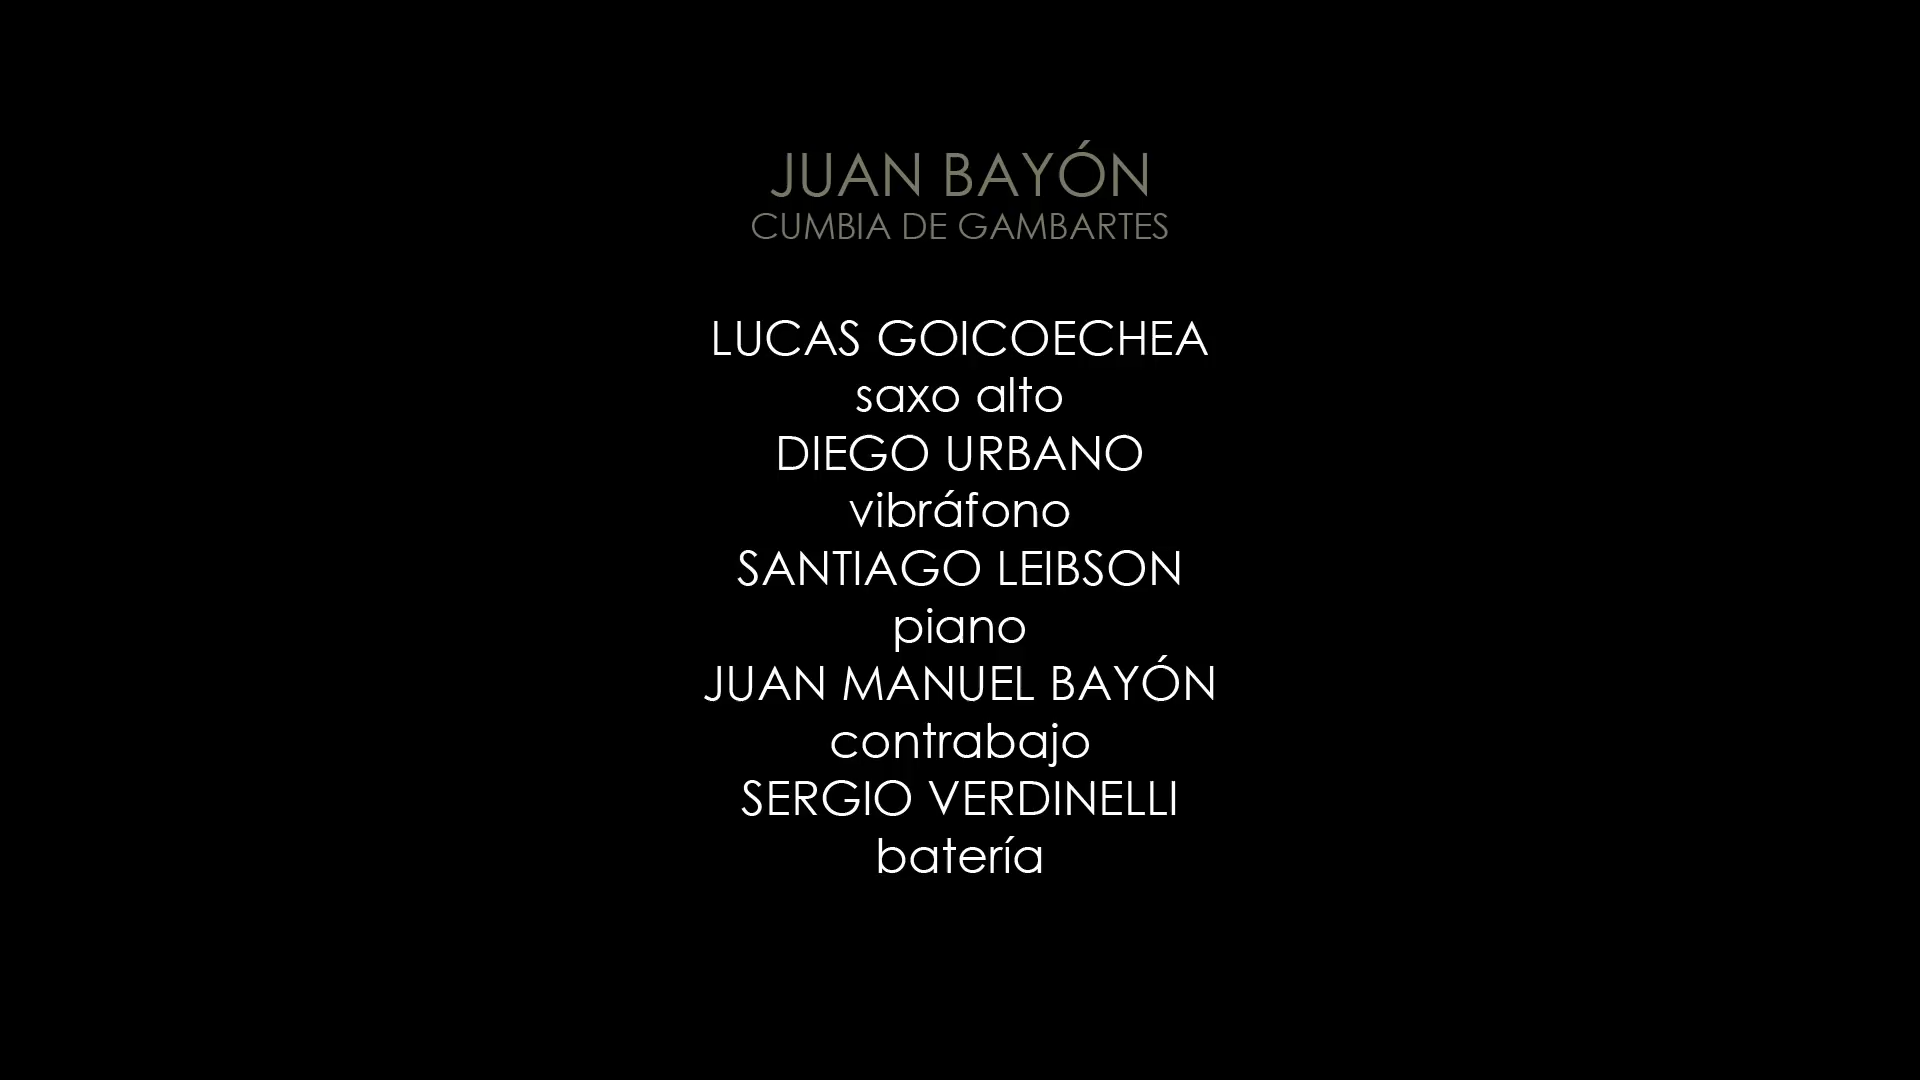 JUAN BAYÓN
CUMBIA DE GAMBARTES
LUCAS GOICOECHEA
saxo alto
DIEGO URBANO
vibráfono
SANTIAGO LEIBSON
piano
JUAN MANUEL BAYÓN
contrabajo
SERGIO VERDINELLI
batería